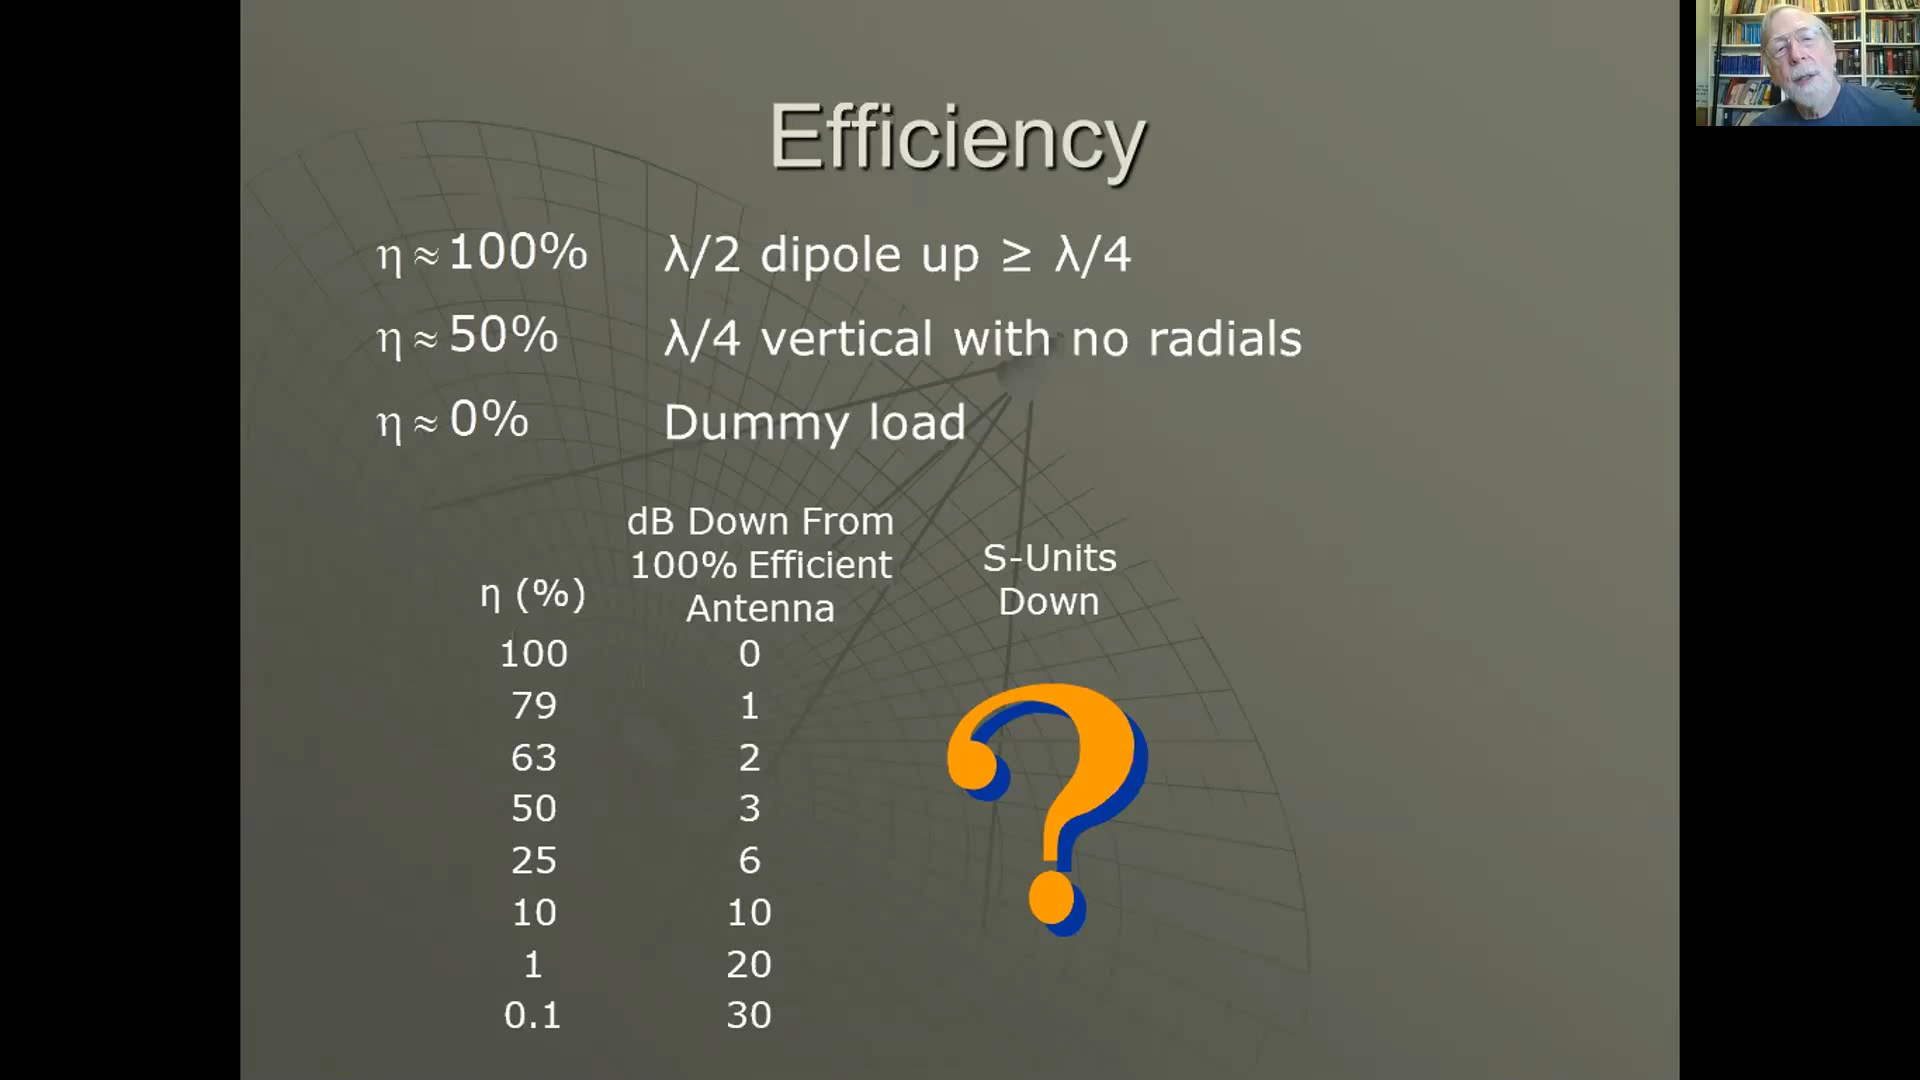 Efficiency
η ≈ 100% λ/2 dipole up ≥ λ/4
η ≈ 50% λ/4 vertical with no radials
η ≈ 0% Dummy load
dB Down From
100% Efficient
Antenna
S-Units
Down
η (%)
100 0
79 1
63 2
50 3
25 6
10 10
1 20
0.1 30
?